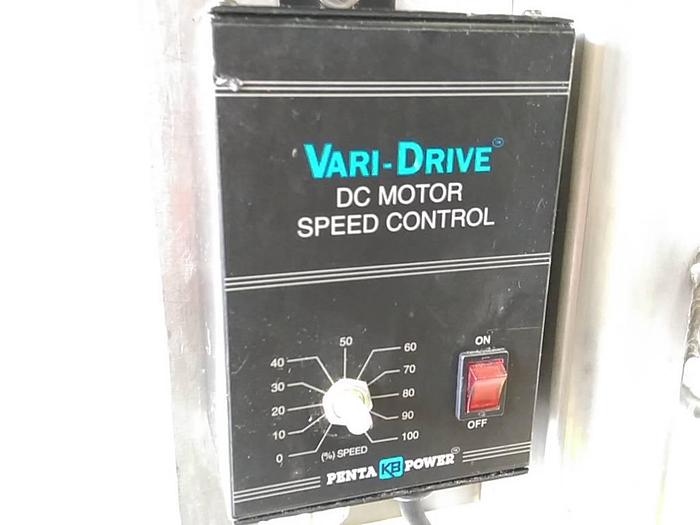 VARI-DRIVE™
DC MOTOR
SPEED CONTROL
50
40 60
30 70
20 80
10 90
0 (%) SPEED 100
ON
OFF
PENTA KB POWER™